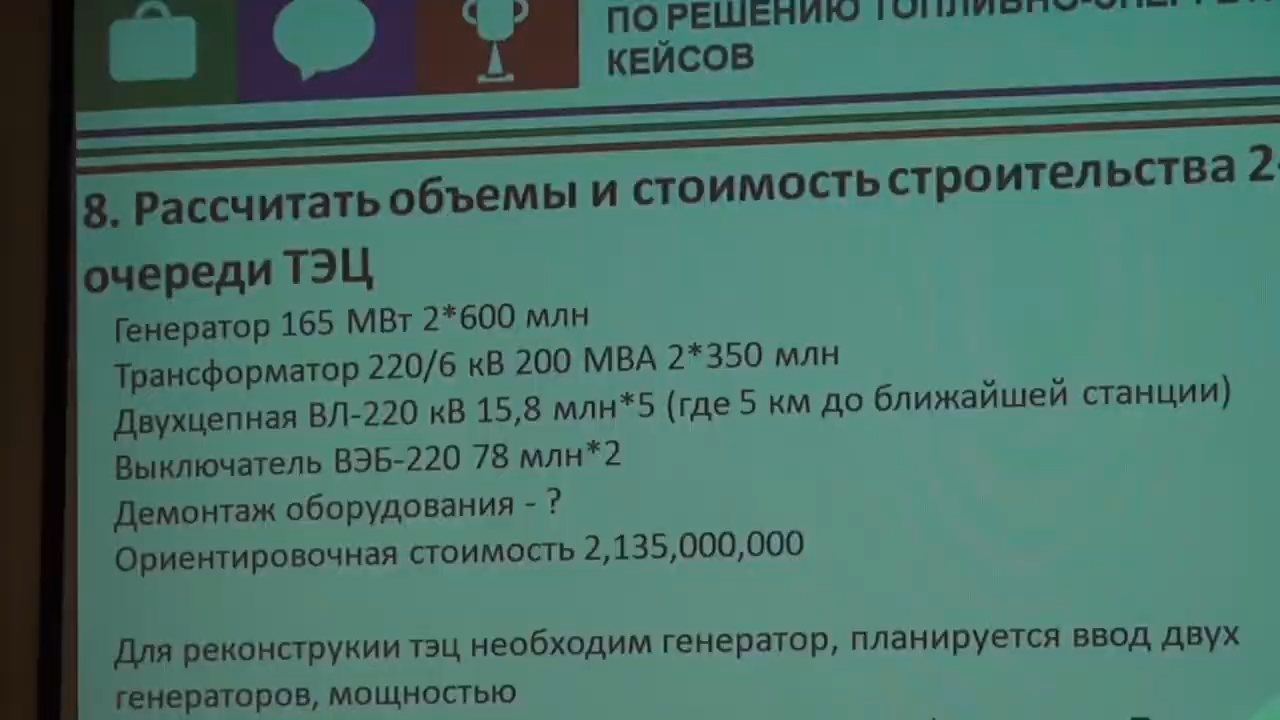 ПО РЕШЕНИЮ
КЕЙСОВ
8. Рассчитать объемы и стоимость строительства 2-
очереди ТЭЦ
Генератор 165 МВт 2*600 млн
Трансформатор 220/6 кВ 200 МВА 2*350 млн
Двухцепная ВЛ-220 кВ 15,8 млн*5 (где 5 км до ближайшей станции)
Выключатель ВЭБ-220 78 млн*2
Демонтаж оборудования - ?
Ориентировочная стоимость 2,135,000,000
Для реконструкии тэц необходим генератор, планируется ввод двух
генераторов, мощностью